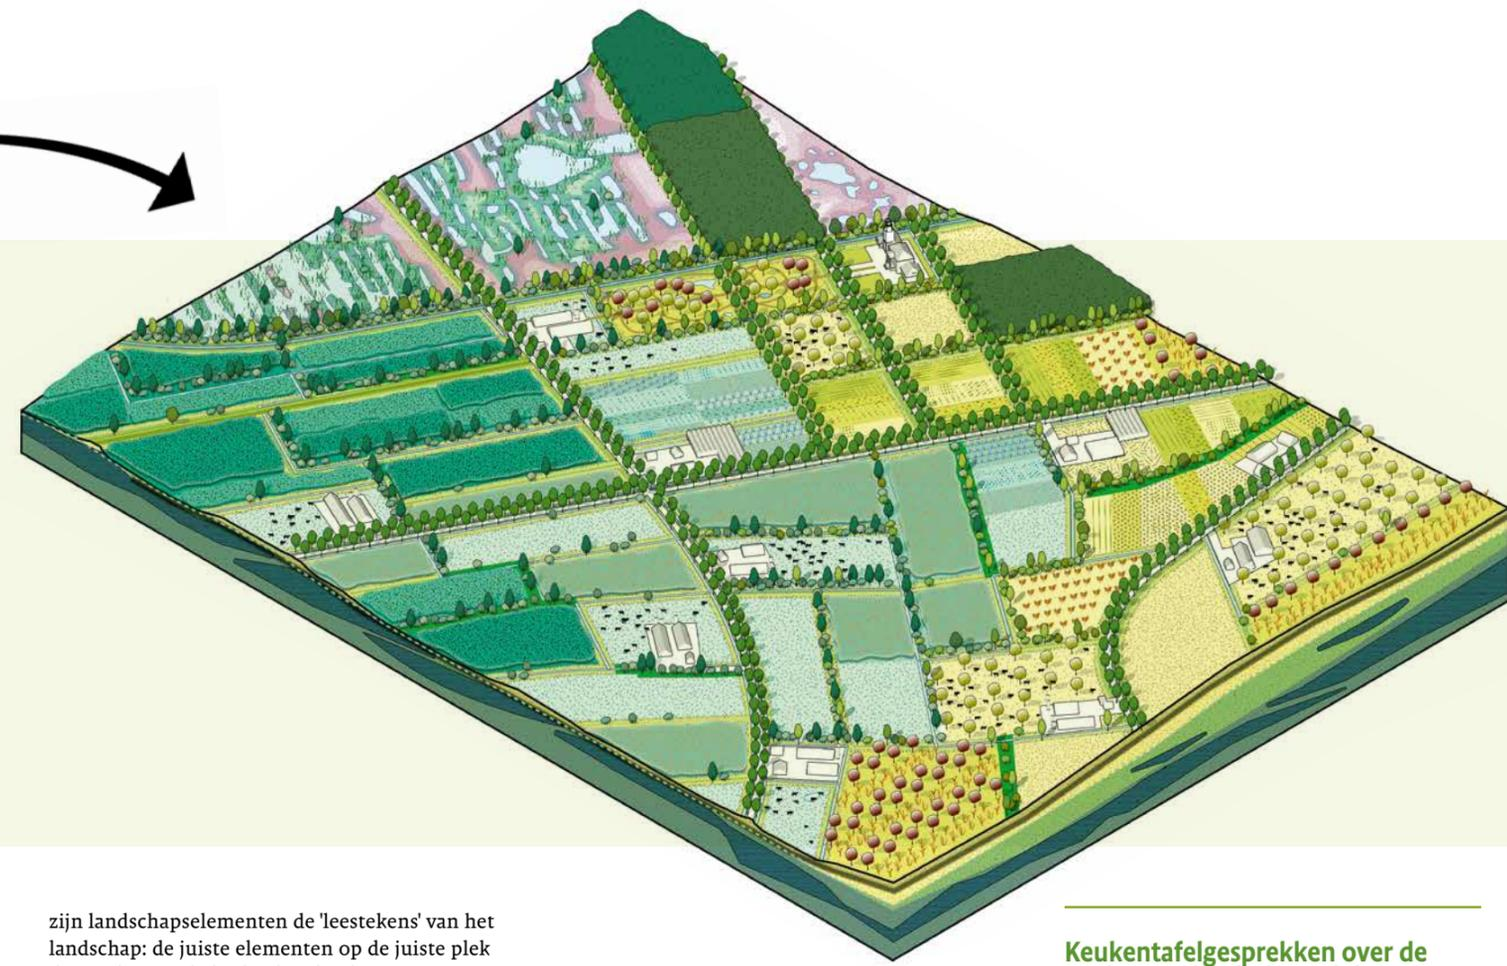 zijn landschapselementen de 'leestekens' van het
landschap: de juiste elementen op de juiste plek
Keukentafelgesprekken over de